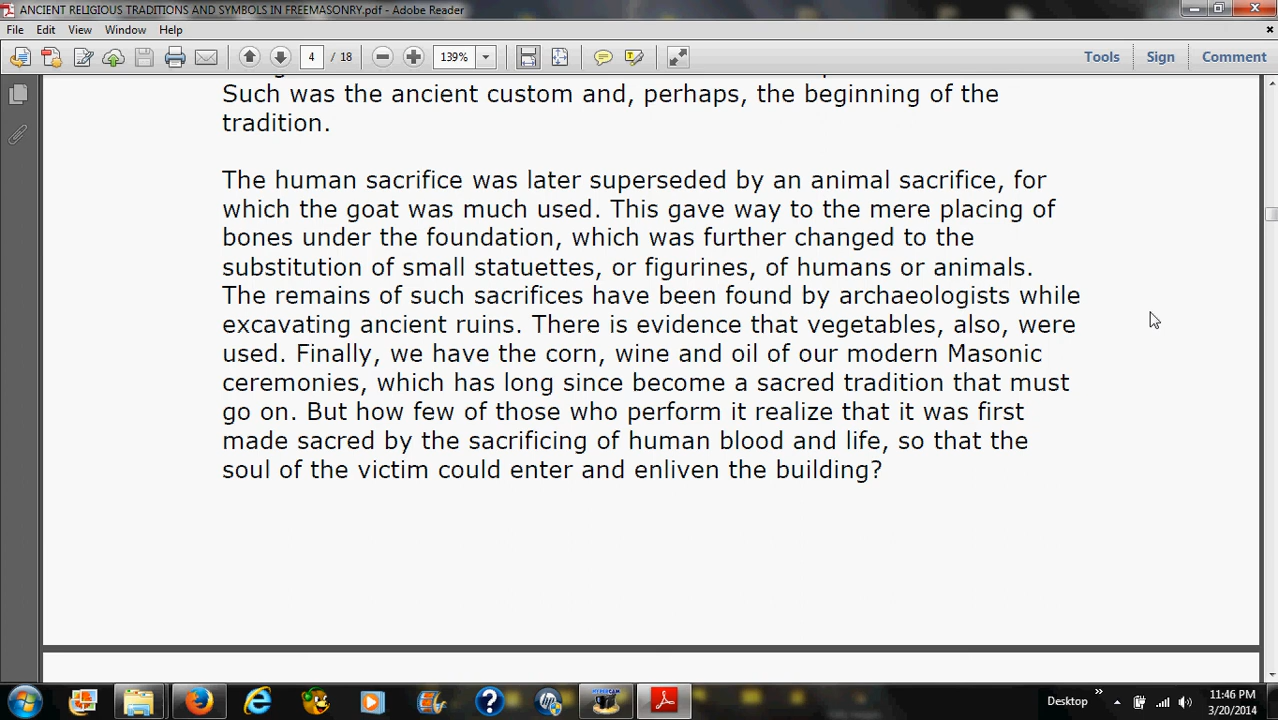 ANCIENT RELIGIOUS TRADITIONS AND SYMBOLS IN FREEMASONRY.pdf - Adobe Reader
File Edit View Window Help
4 / 18 139% Tools Sign Comment
Such was the ancient custom and, perhaps, the beginning of the
tradition.
The human sacrifice was later superseded by an animal sacrifice, for
which the goat was much used. This gave way to the mere placing of
bones under the foundation, which was further changed to the
substitution of small statuettes, or figurines, of humans or animals.
The remains of such sacrifices have been found by archaeologists while
excavating ancient ruins. There is evidence that vegetables, also, were
used. Finally, we have the corn, wine and oil of our modern Masonic
ceremonies, which has long since become a sacred tradition that must
go on. But how few of those who perform it realize that it was first
made sacred by the sacrificing of human blood and life, so that the
soul of the victim could enter and enliven the building?
Desktop
11:46 PM
3/20/2014